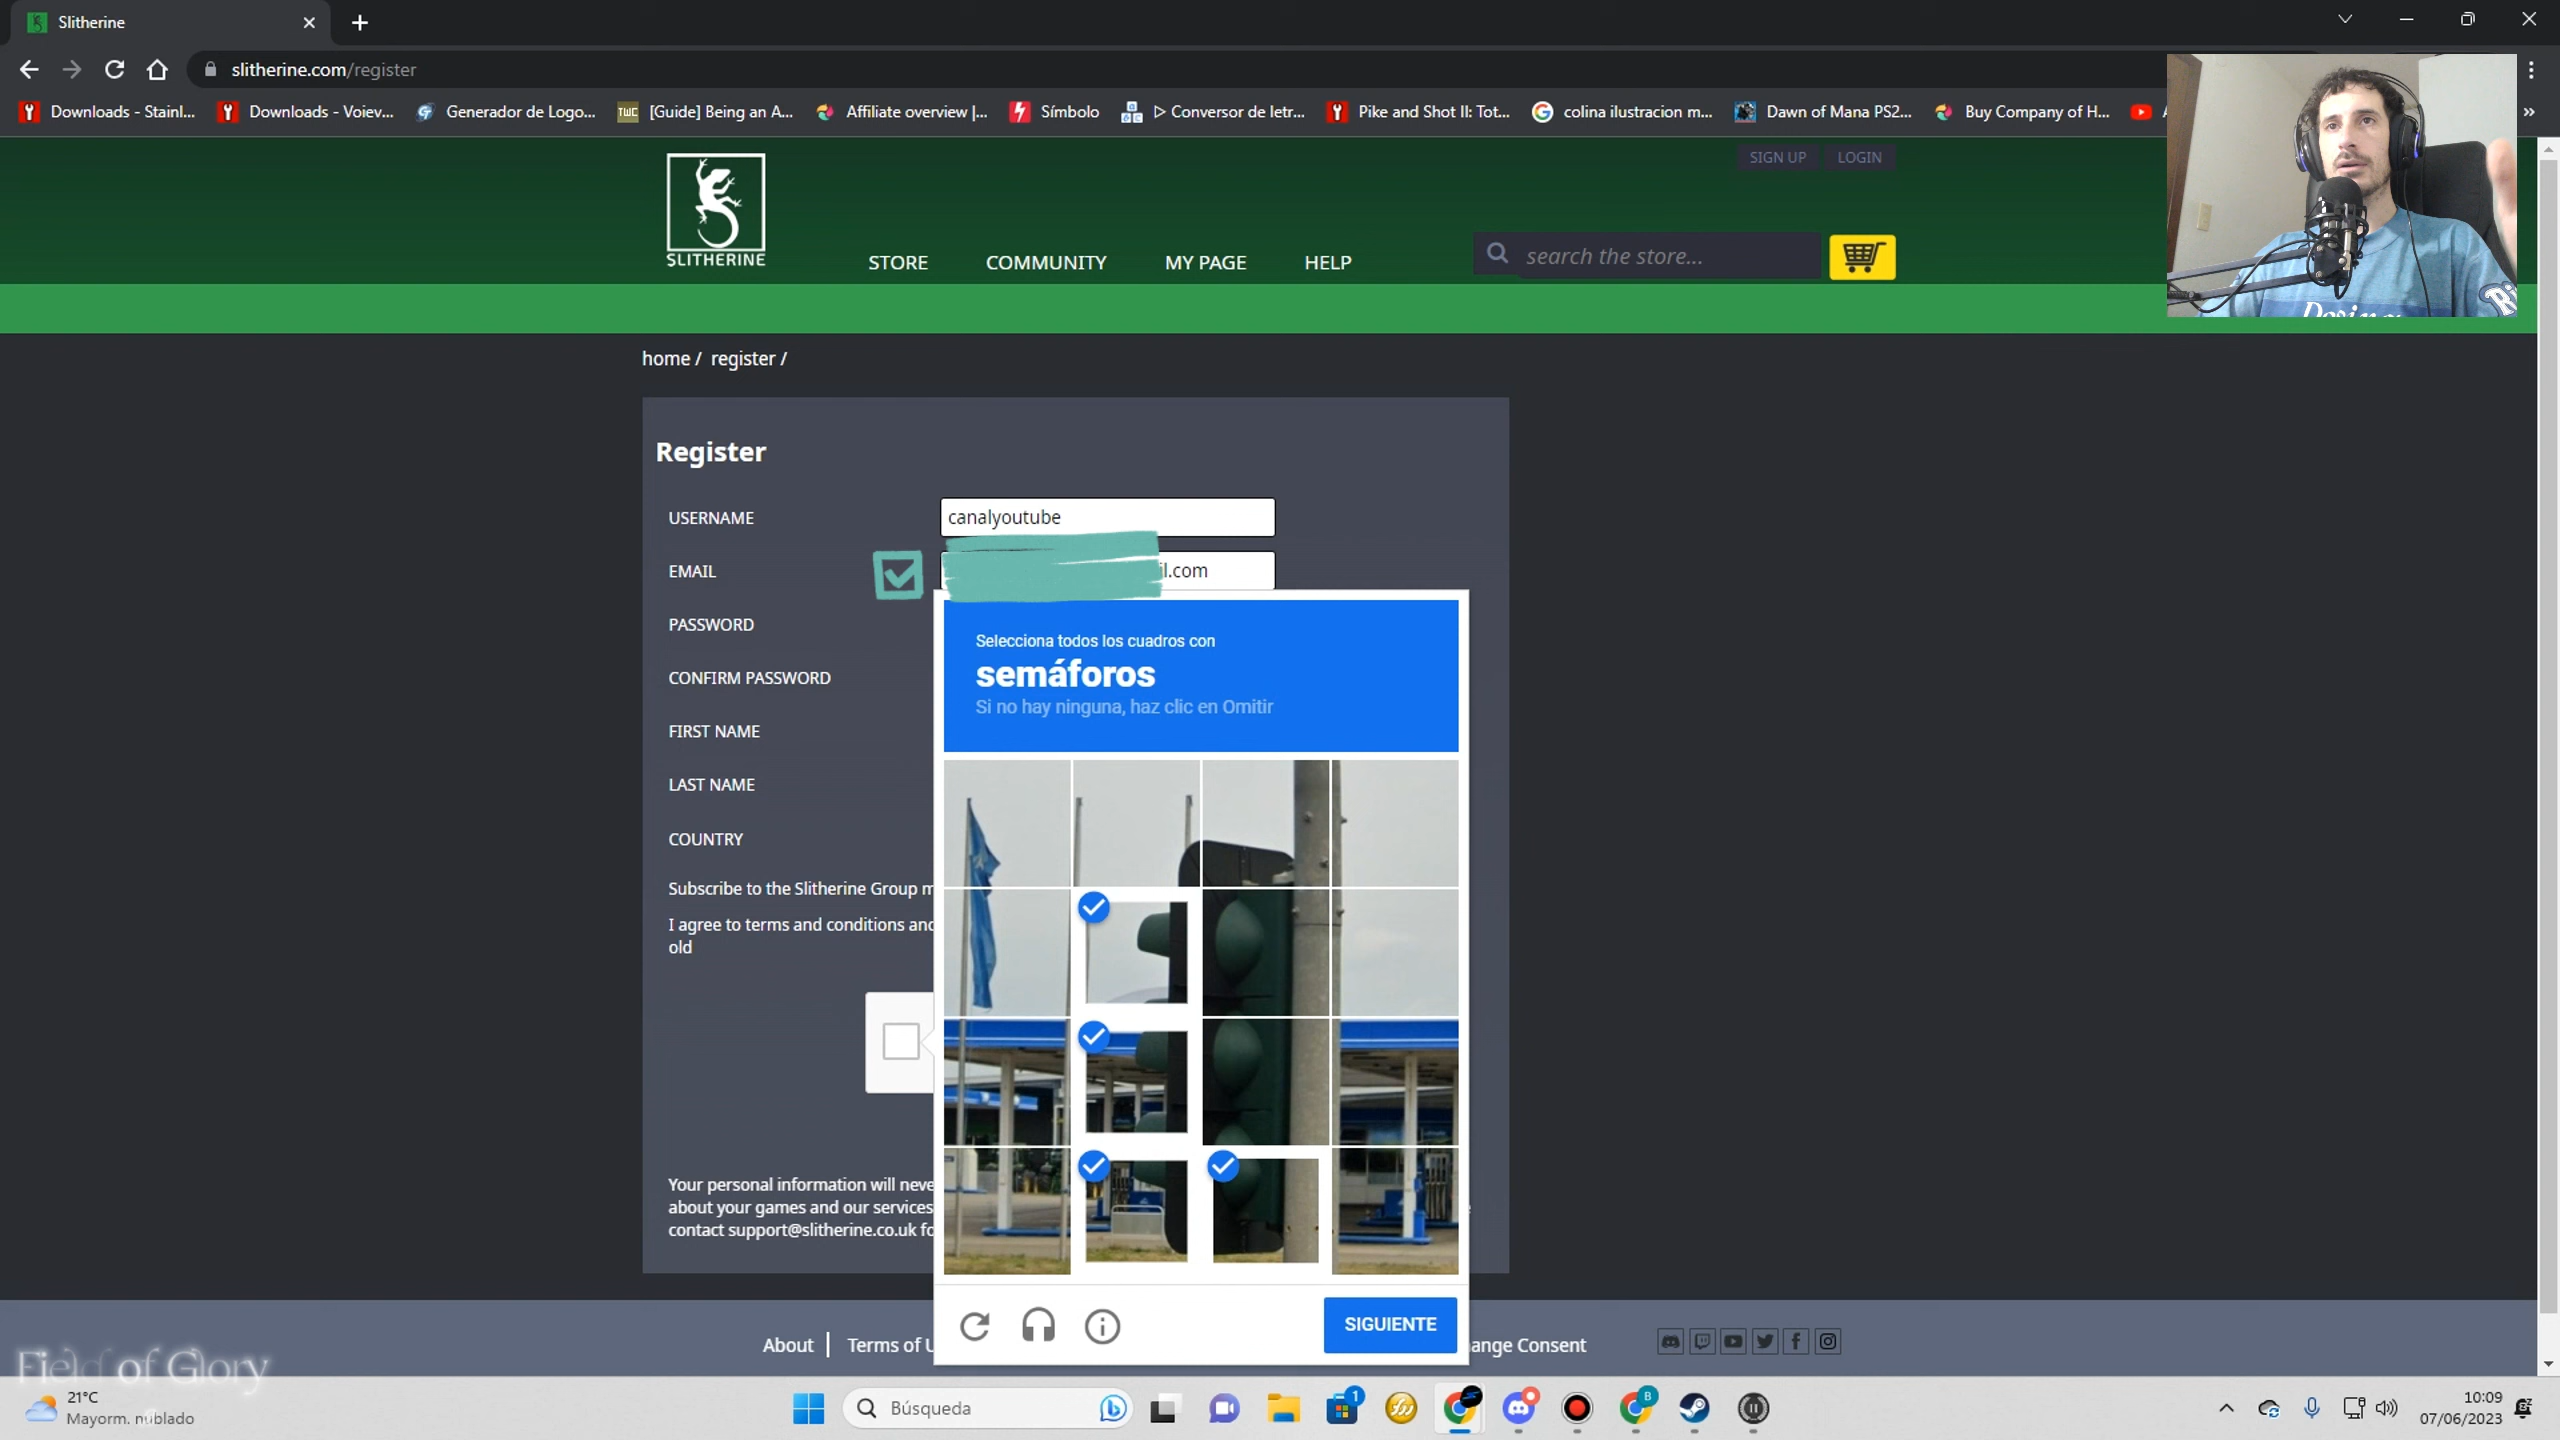 Slitherine
slitherine.com/register
Downloads - Stainl...
Downloads - Voiev...
Generador de Logo...
TWC
[Guide] Being an A...
Affiliate overview |...
Símbolo
▷ Conversor de letr...
Pike and Shot II: Tot...
colina ilustracion m...
Dawn of Mana PS2...
Buy Company of H...
SIGN UP
LOGIN
SLITHERINE
STORE
COMMUNITY
MY PAGE
HELP
search the store...
home / register /
Register
USERNAME
canalyoutube
EMAIL
il.com
PASSWORD
CONFIRM PASSWORD
FIRST NAME
LAST NAME
COUNTRY
Subscribe to the Slitherine Group m
I agree to terms and conditions and
old
Selecciona todos los cuadros con
semáforos
Si no hay ninguna, haz clic en Omitir
Your personal information will neve
about your games and our services
contact support@slitherine.co.uk fo
SIGUIENTE
About
Terms of U
ange Consent
Field of Glory
21°C
Mayorm. nublado
Búsqueda
1
B
10:09
07/06/2023